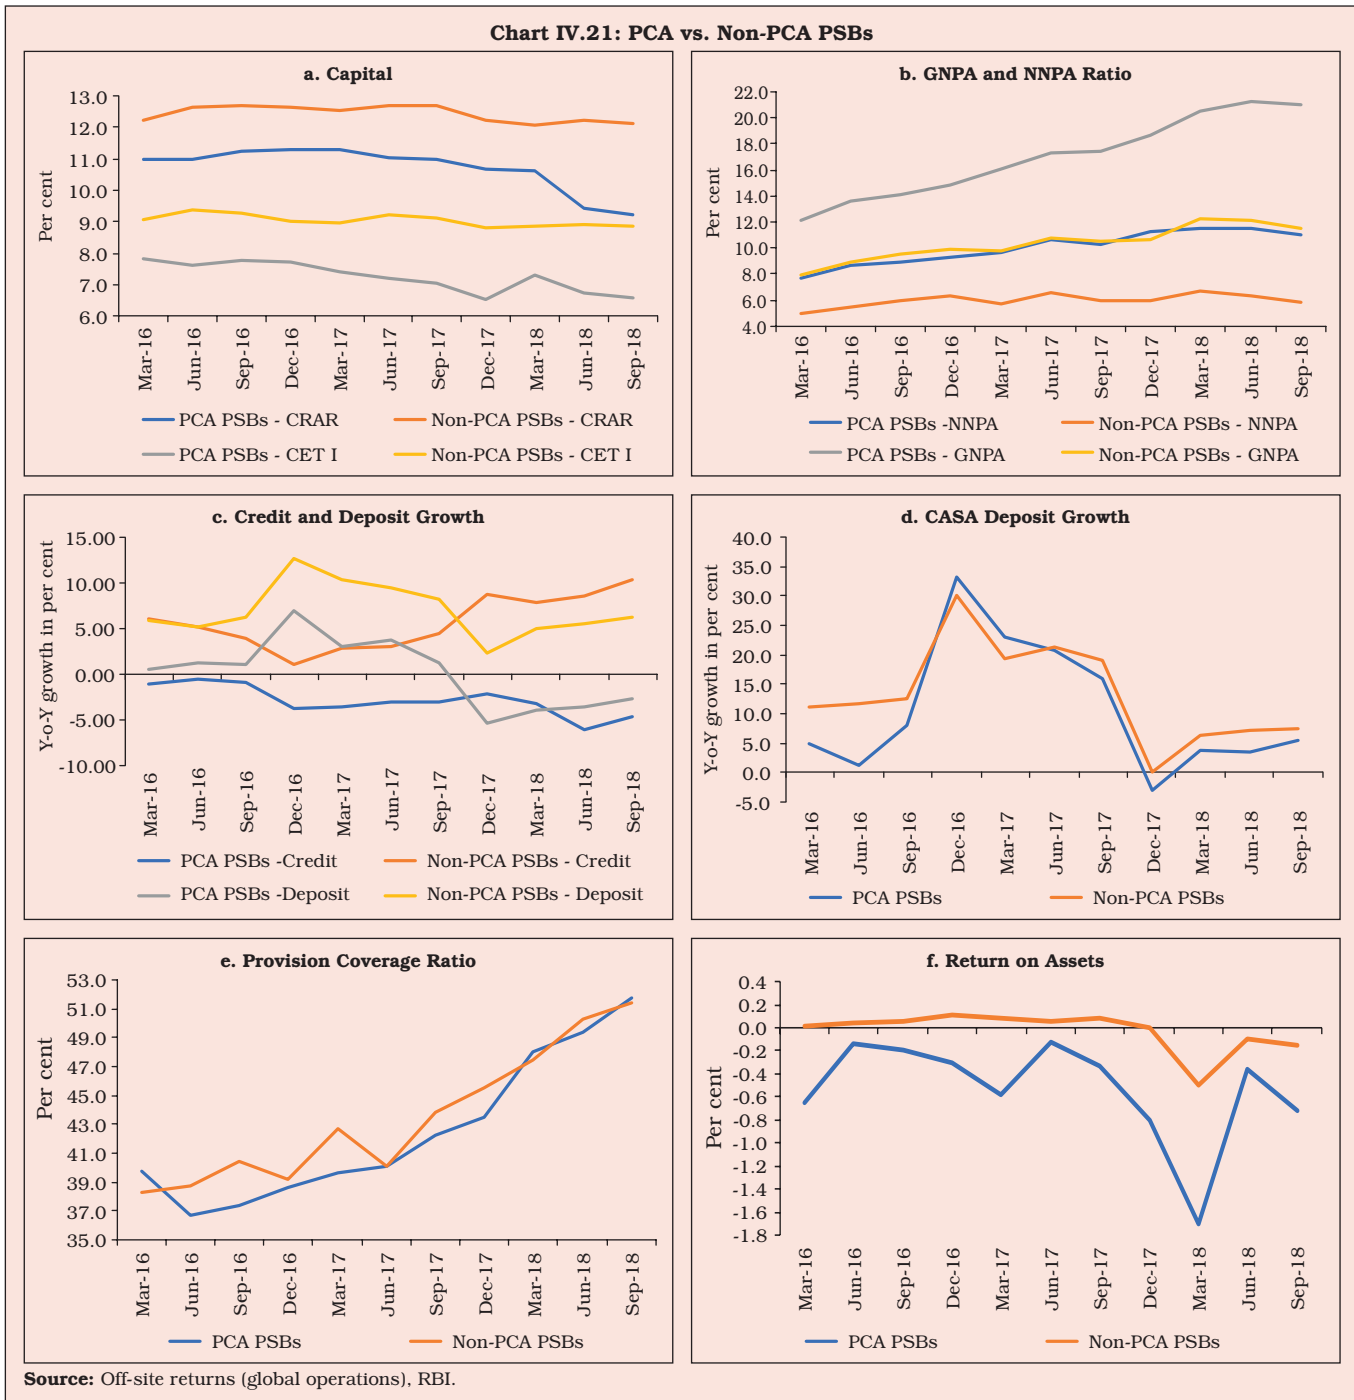 Chart IV.21: PCA vs. Non-PCA PSBs
a. Capital
Per cent
13.0
12.0
11.0
10.0
9.0
8.0
7.0
6.0
Mar-16
Jun-16
Sep-16
Dec-16
Mar-17
Jun-17
Sep-17
Dec-17
Mar-18
Jun-18
Sep-18
PCA PSBs - CRAR
Non-PCA PSBs - CRAR
PCA PSBs - CET I
Non-PCA PSBs - CET I
b. GNPA and NNPA Ratio
Per cent
22.0
20.0
18.0
16.0
14.0
12.0
10.0
8.0
6.0
4.0
Mar-16
Jun-16
Sep-16
Dec-16
Mar-17
Jun-17
Sep-17
Dec-17
Mar-18
Jun-18
Sep-18
PCA PSBs -NNPA
Non-PCA PSBs - NNPA
PCA PSBs - GNPA
Non-PCA PSBs - GNPA
c. Credit and Deposit Growth
Y-o-Y growth in per cent
15.00
10.00
5.00
0.00
-5.00
-10.00
Mar-16
Jun-16
Sep-16
Dec-16
Mar-17
Jun-17
Sep-17
Dec-17
Mar-18
Jun-18
Sep-18
PCA PSBs -Credit
Non-PCA PSBs - Credit
PCA PSBs -Deposit
Non-PCA PSBs - Deposit
d. CASA Deposit Growth
Y-o-Y growth in per cent
40.0
35.0
30.0
25.0
20.0
15.0
10.0
5.0
0.0
-5.0
Mar-16
Jun-16
Sep-16
Dec-16
Mar-17
Jun-17
Sep-17
Dec-17
Mar-18
Jun-18
Sep-18
PCA PSBs
Non-PCA PSBs
e. Provision Coverage Ratio
Per cent
53.0
51.0
49.0
47.0
45.0
43.0
41.0
39.0
37.0
35.0
Mar-16
Jun-16
Sep-16
Dec-16
Mar-17
Jun-17
Sep-17
Dec-17
Mar-18
Jun-18
Sep-18
PCA PSBs
Non-PCA PSBs
f. Return on Assets
Per cent
0.4
0.2
0.0
-0.2
-0.4
-0.6
-0.8
-1.0
-1.2
-1.4
-1.6
-1.8
Mar-16
Jun-16
Sep-16
Dec-16
Mar-17
Jun-17
Sep-17
Dec-17
Mar-18
Jun-18
Sep-18
PCA PSBs
Non-PCA PSBs
Source: Off-site returns (global operations), RBI.